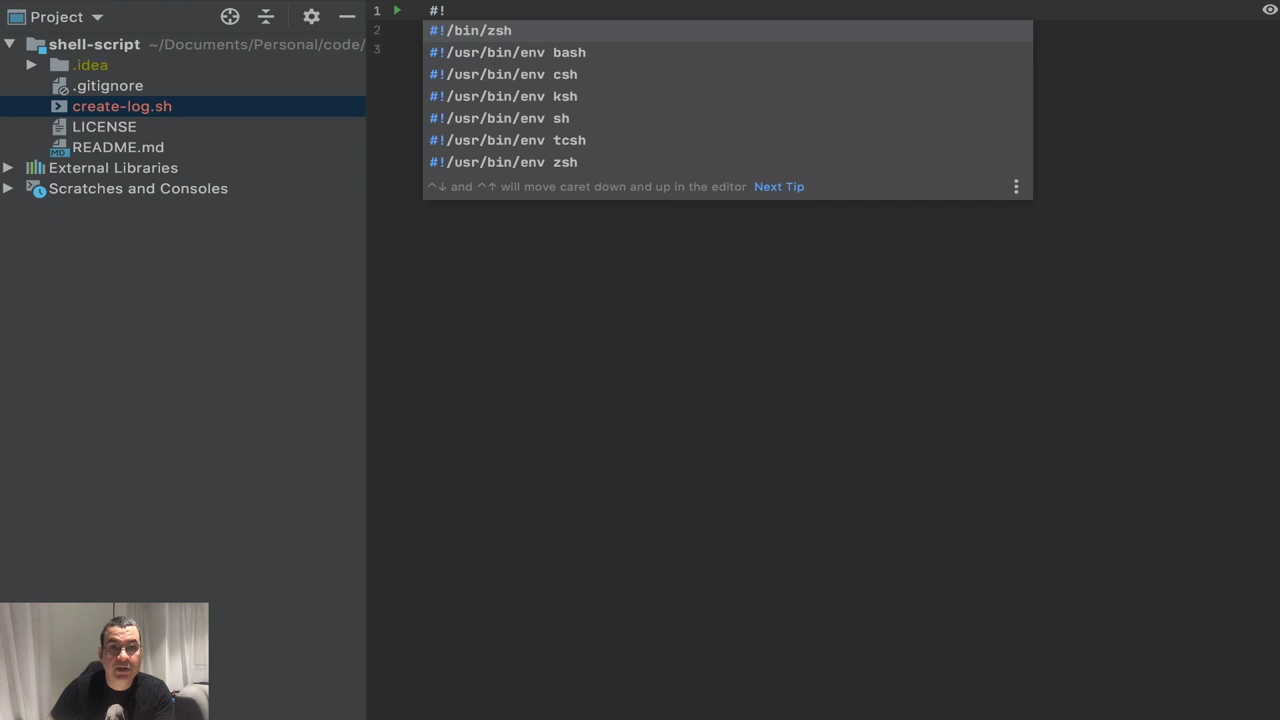 Project
shell-script ~/Documents/Personal/code/
.idea
.gitignore
create-log.sh
LICENSE
MD README.md
External Libraries
Scratches and Consoles
1 #!
2
3
#!/bin/zsh
#!/usr/bin/env bash
#!/usr/bin/env csh
#!/usr/bin/env ksh
#!/usr/bin/env sh
#!/usr/bin/env tcsh
#!/usr/bin/env zsh
^↓ and ^↑ will move caret down and up in the editor Next Tip